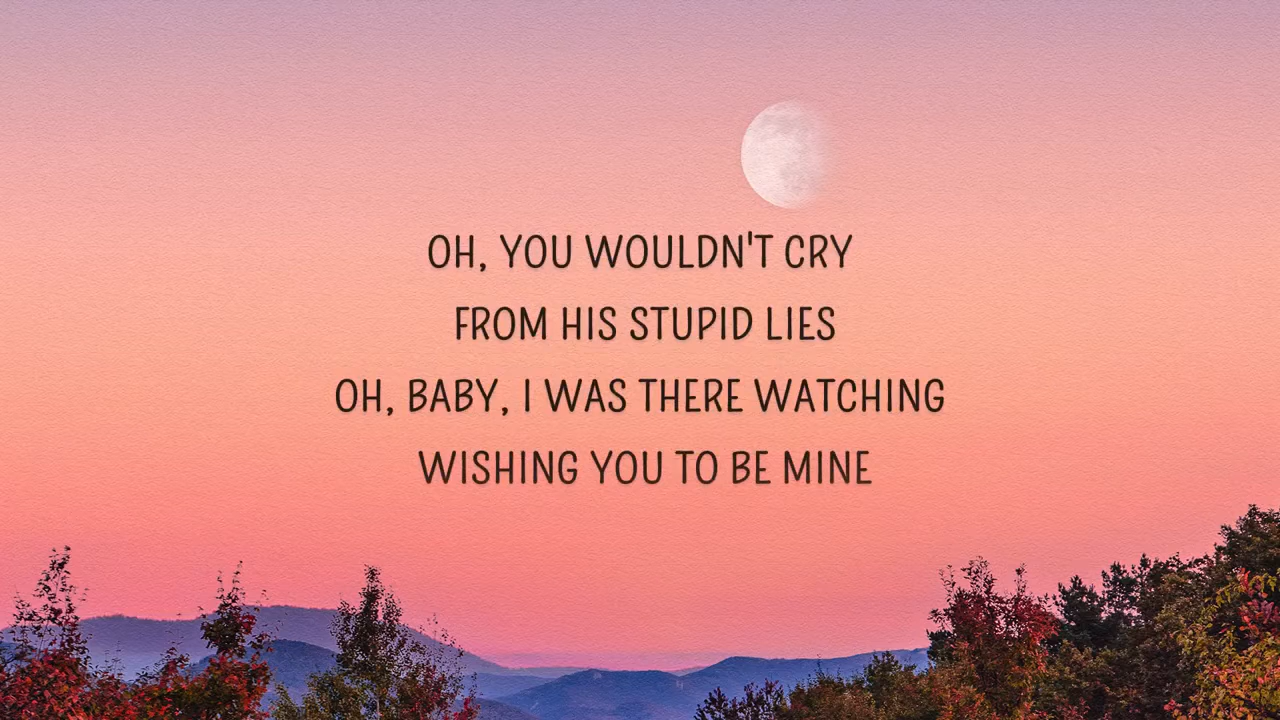 OH, YOU WOULDN'T CRY
FROM HIS STUPID LIES
OH, BABY, I WAS THERE WATCHING
WISHING YOU TO BE MINE